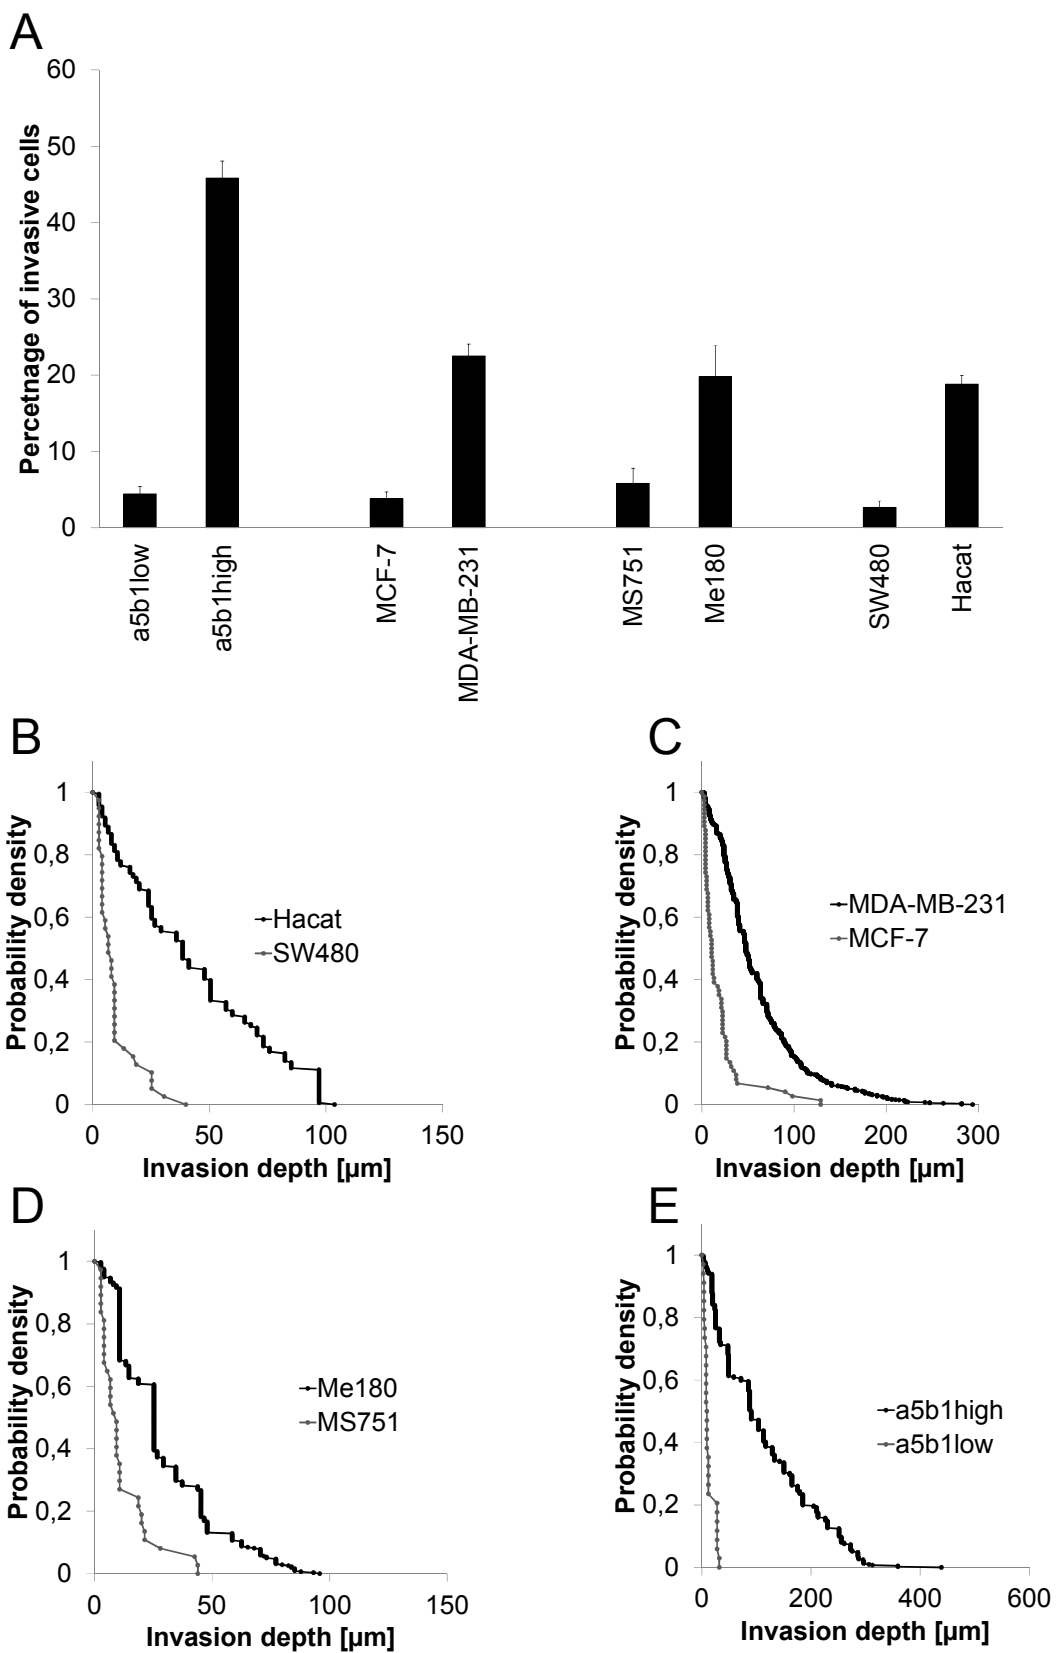 A
Percetnage of invasive cells
60
50
40
30
20
10
0
a5b1low
a5b1high
MCF-7
MDA-MB-231
MS751
Me180
SW480
Hacat
B
Probability density
1
0,8
0,6
0,4
0,2
0
0 50 100 150
Invasion depth [µm]
Hacat
SW480
C
Probability density
1
0,8
0,6
0,4
0,2
0
0 100 200 300
Invasion depth [µm]
MDA-MB-231
MCF-7
D
Probability density
1
0,8
0,6
0,4
0,2
0
0 50 100 150
Invasion depth [µm]
Me180
MS751
E
Probability density
1
0,8
0,6
0,4
0,2
0
0 200 400 600
Invasion depth [µm]
a5b1high
a5b1low